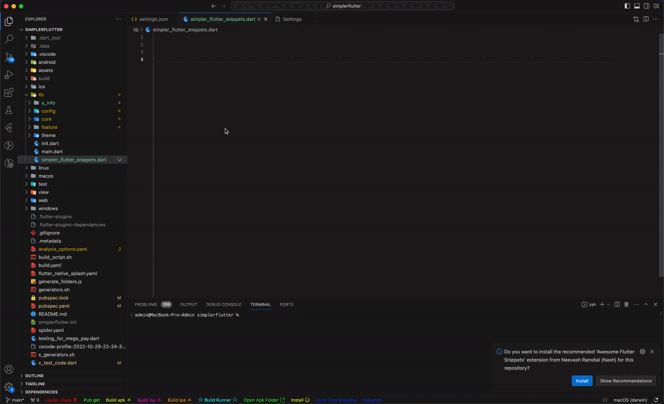 simplerflutter
EXPLORER
settings.json
simpler_flutter_snippets.dart U
Settings
SIMPLERFLUTTER
lib > simpler_flutter_snippets.dart
.dart_tool
.idea
.vscode
android
assets
build
ios
lib
a_info
config
core
feature
theme
init.dart
main.dart
simpler_flutter_snippets.dart U
linux
macos
test
view
web
windows
.flutter-plugins
.flutter-plugins-dependencies
.gitignore
.metadata
analysis_options.yaml 2
build_script.sh
build.yaml
flutter_native_splash.yaml
generate_folders.js
generators.sh
pubspec.lock M
pubspec.yaml M
README.md
simplerflutter.iml
spider.yaml
testing_for_mega_pay.dart
vscode-profile-2022-10-26-22-24-3...
x_generators.sh
x_test_code.dart M
OUTLINE
TIMELINE
DEPENDENCIES
1
2
3
4
PROBLEMS
OUTPUT
DEBUG CONSOLE
TERMINAL
PORTS
zsh
admin@MacBook-Pro-Admin simplerflutter %
Do you want to install the recommended 'Awesome Flutter
Snippets' extension from Neevash Ramdial (Nash) for this
repository?
Install
Show Recommendations
main*
Pub get
Build apk
Build ipa
Build Runner
Open Apk Folder
Install
macOS (darwin)